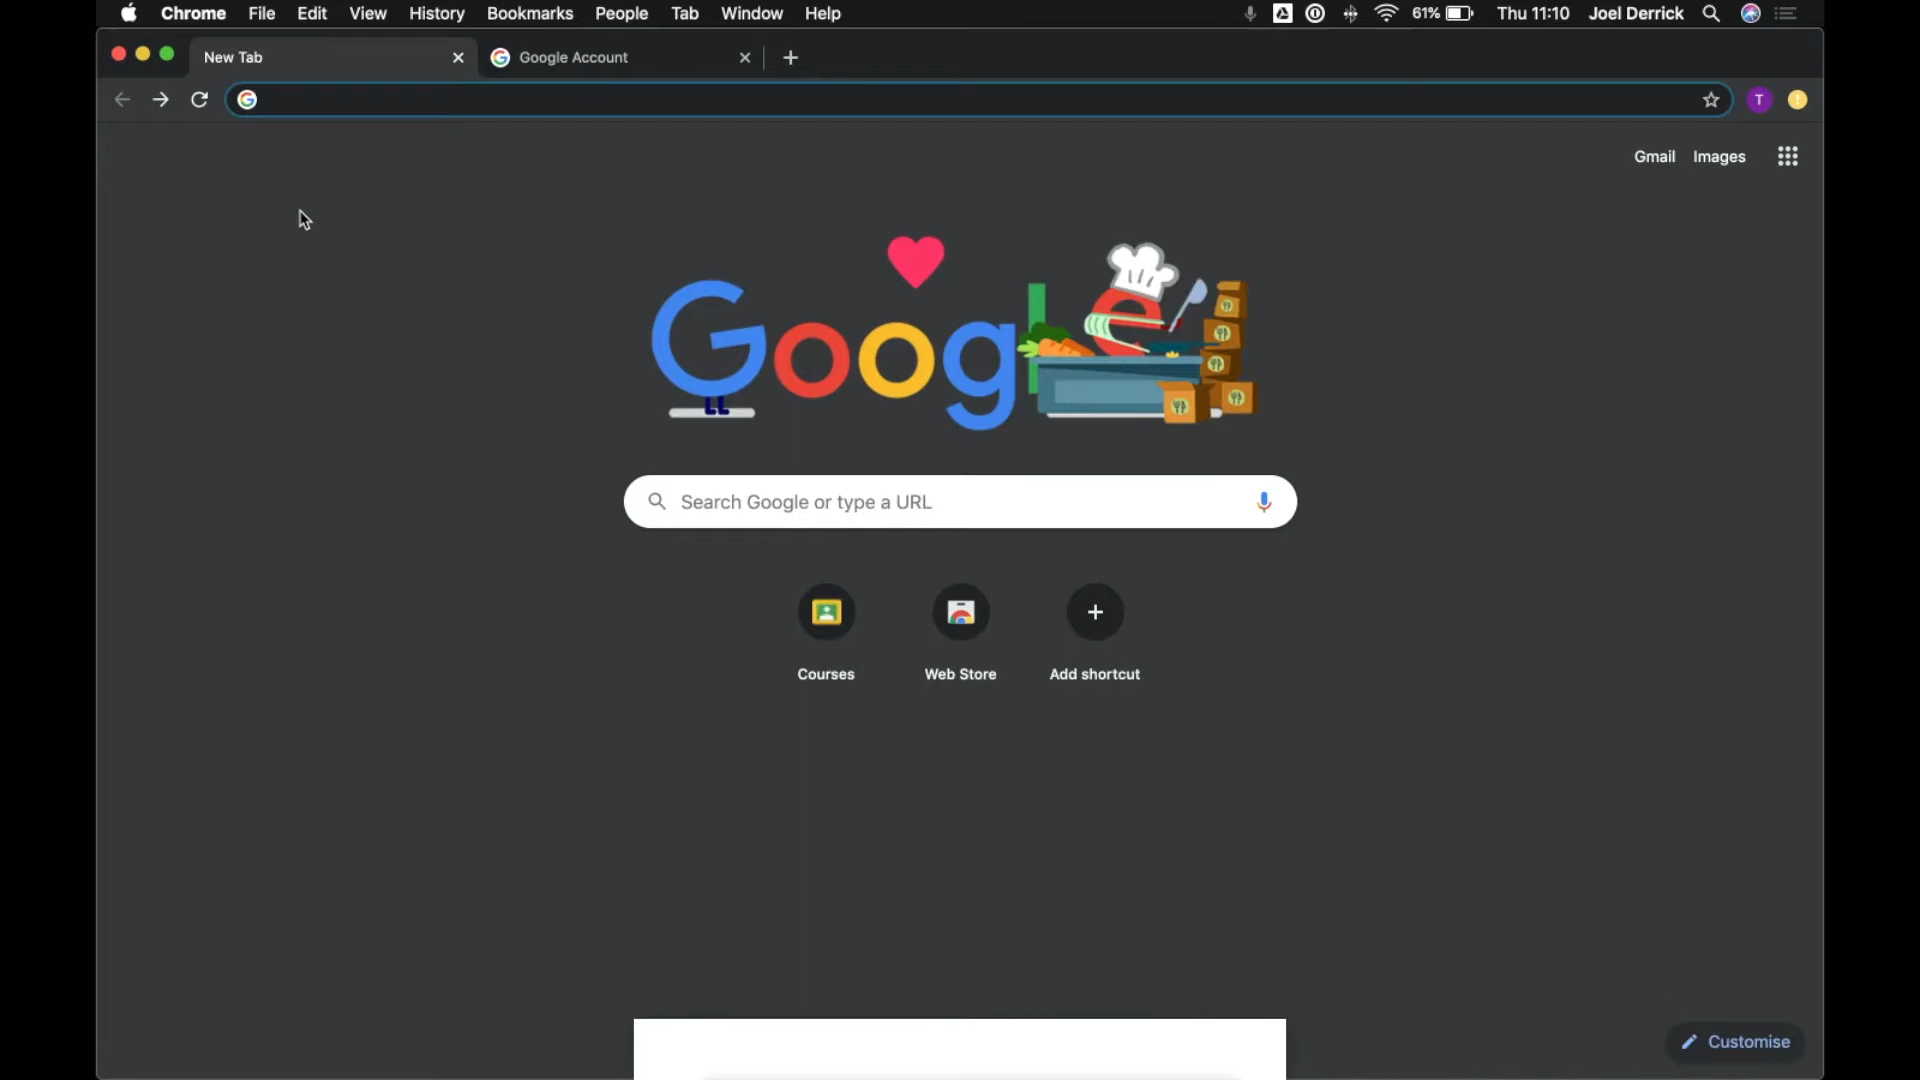 Chrome File Edit View History Bookmarks People Tab Window Help 61% Thu 11:10 Joel Derrick
New Tab Google Account
T
Gmail Images
Google
Search Google or type a URL
Courses Web Store Add shortcut
Customise